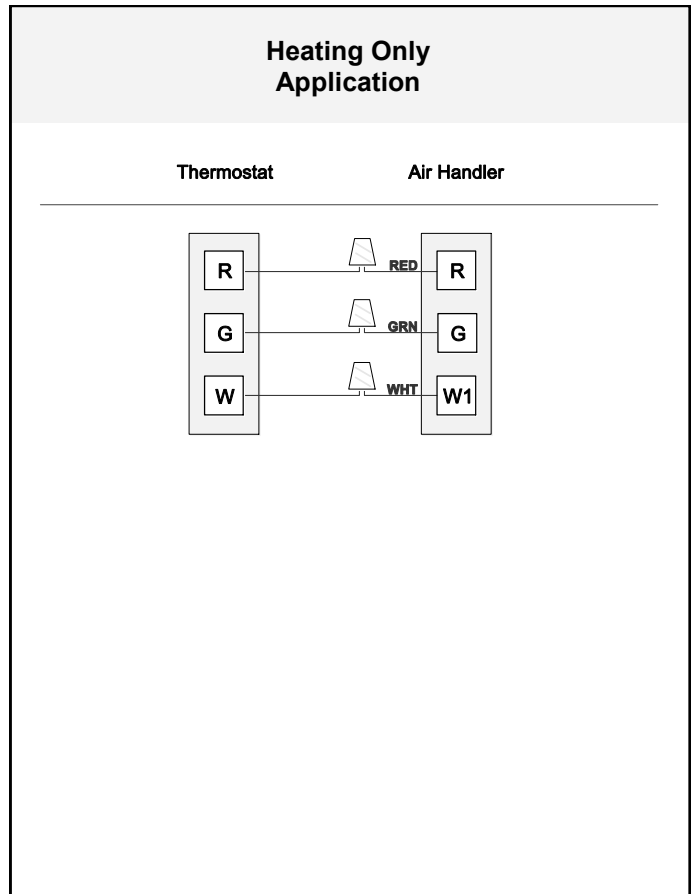 Heating Only
Application
Thermostat Air Handler
R RED R
G GRN G
W WHT W1